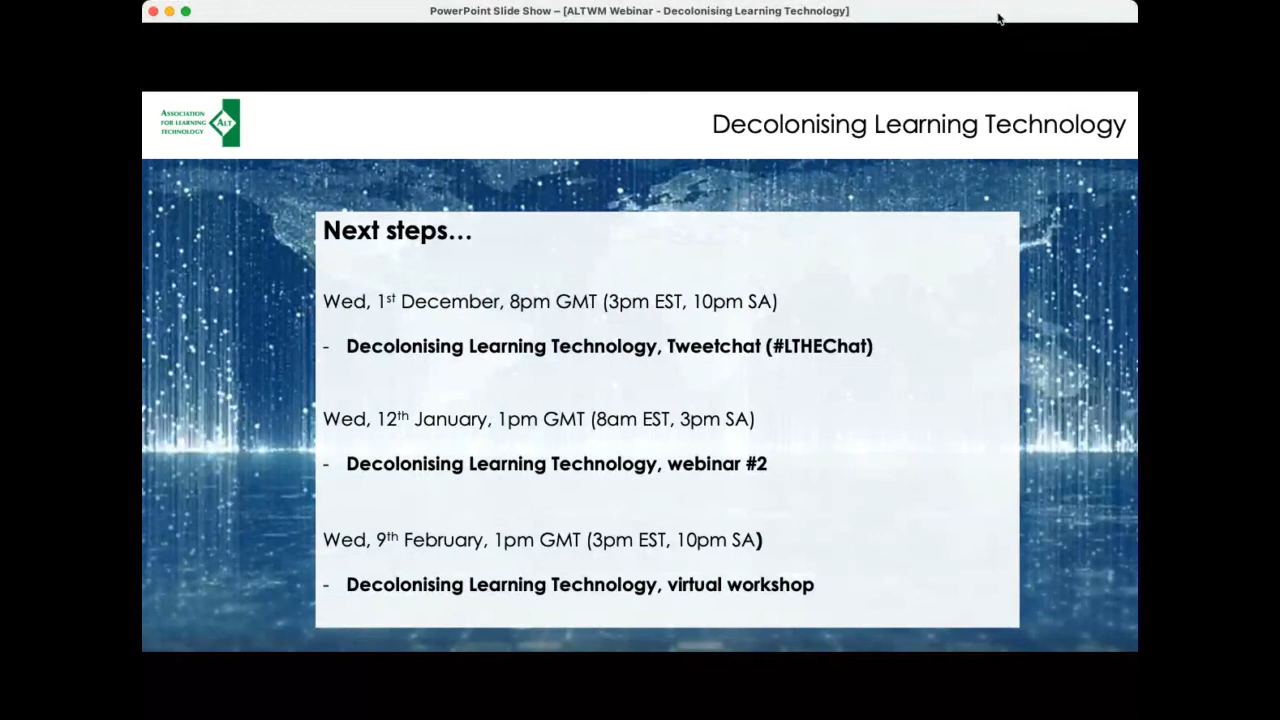 PowerPoint Slide Show – [ALTWM Webinar - Decolonising Learning Technology]
ASSOCIATION
FOR LEARNING
TECHNOLOGY
ALT
Decolonising Learning Technology
Next steps...
Wed, 1st December, 8pm GMT (3pm EST, 10pm SA)
- Decolonising Learning Technology, Tweetchat (#LTHEChat)
Wed, 12th January, 1pm GMT (8am EST, 3pm SA)
- Decolonising Learning Technology, webinar #2
Wed, 9th February, 1pm GMT (3pm EST, 10pm SA)
- Decolonising Learning Technology, virtual workshop